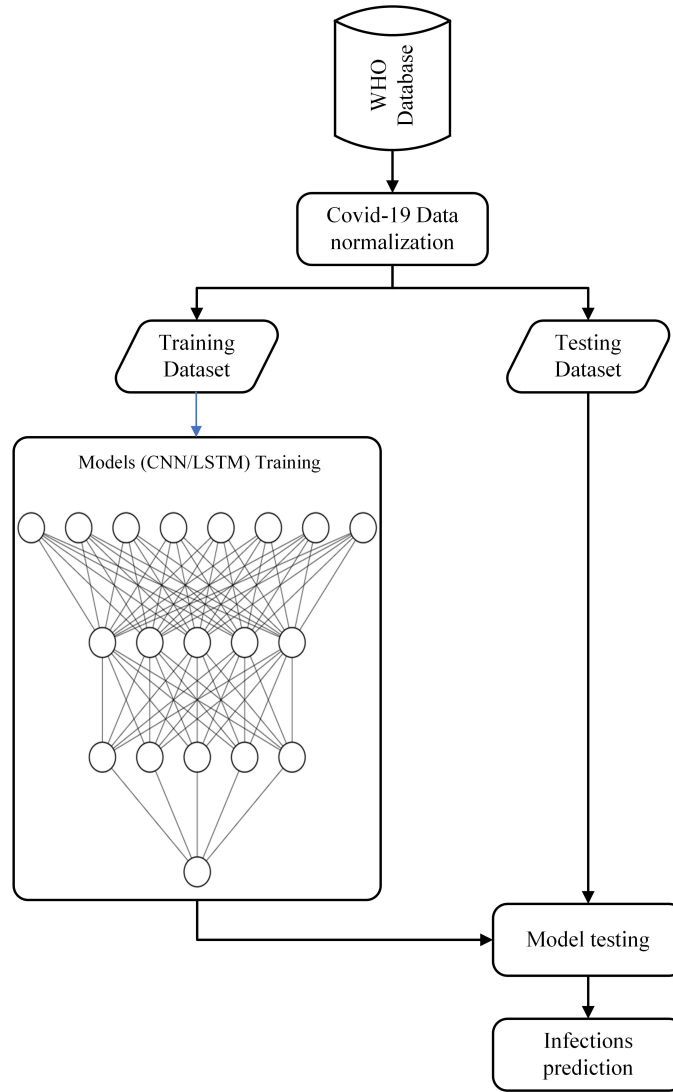 WHO
Database
Covid-19 Data
normalization
Training
Dataset
Testing
Dataset
Models (CNN/LSTM) Training
Model testing
Infections
prediction